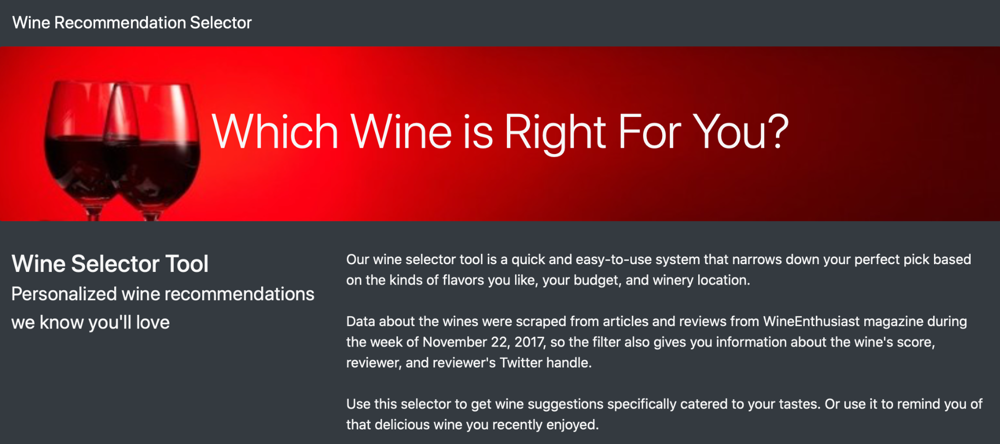 Wine Recommendation Selector
Which Wine is Right For You?
Wine Selector Tool
Personalized wine recommendations
we know you'll love
Our wine selector tool is a quick and easy-to-use system that narrows down your perfect pick based
on the kinds of flavors you like, your budget, and winery location.
Data about the wines were scraped from articles and reviews from WineEnthusiast magazine during
the week of November 22, 2017, so the filter also gives you information about the wine's score,
reviewer, and reviewer's Twitter handle.
Use this selector to get wine suggestions specifically catered to your tastes. Or use it to remind you of
that delicious wine you recently enjoyed.